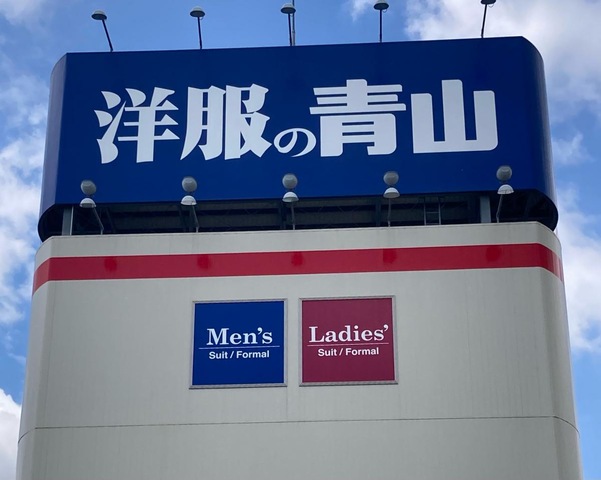 洋服の青山
Men's
Suit / Formal
Ladies'
Suit / Formal